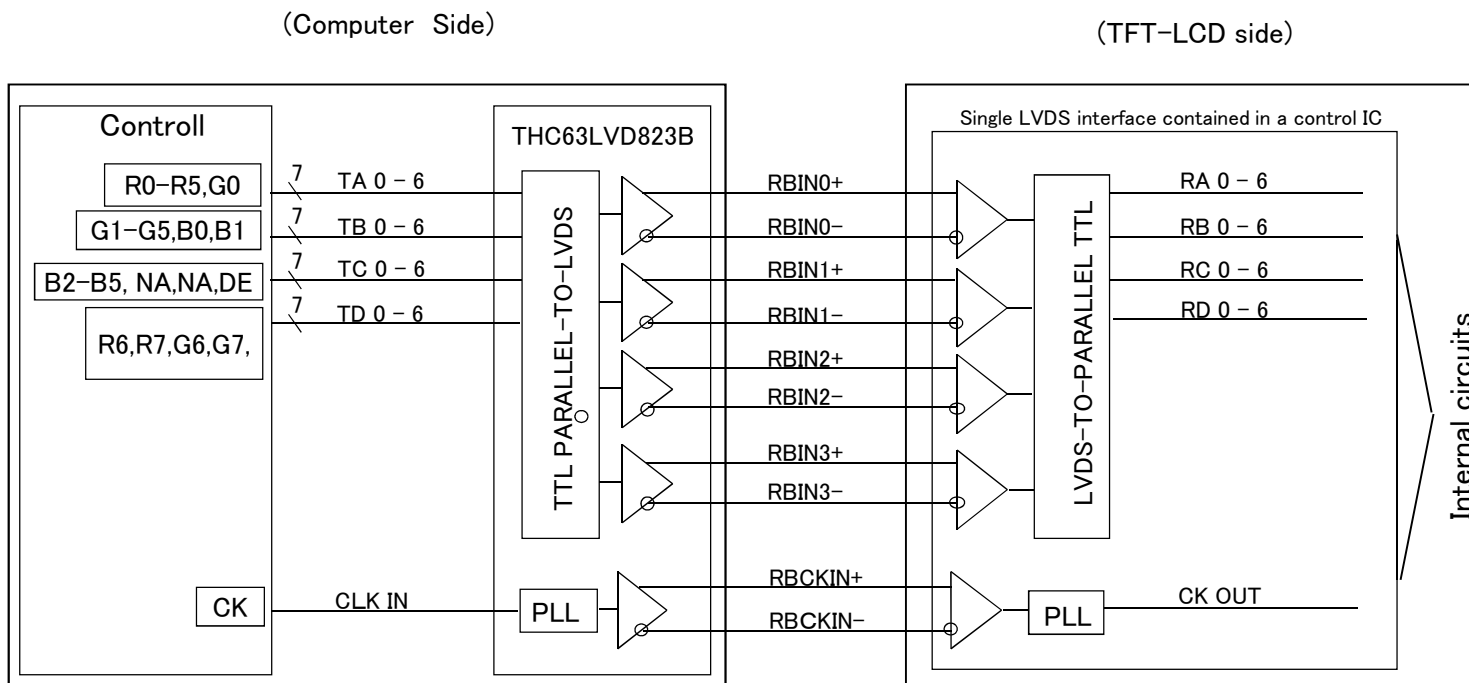 (Computer Side)
(TFT-LCD side)
Controll
THC63LVD823B
Single LVDS interface contained in a control IC
R0-R5,G0
7
TA 0 - 6
RBIN0+
RA 0 - 6
G1-G5,B0,B1
7
TB 0 - 6
RBIN0-
RB 0 - 6
B2-B5, NA,NA,DE
7
TC 0 - 6
RBIN1+
RC 0 - 6
R6,R7,G6,G7,
7
TD 0 - 6
RBIN1-
RD 0 - 6
TTL PARALLEL-TO-LVDS
LVDS-TO-PARALLEL TTL
RBIN2+
RBIN2-
RBIN3+
RBIN3-
Internal circuits
CK
CLK IN
PLL
RBCKIN+
RBCKIN-
PLL
CK OUT